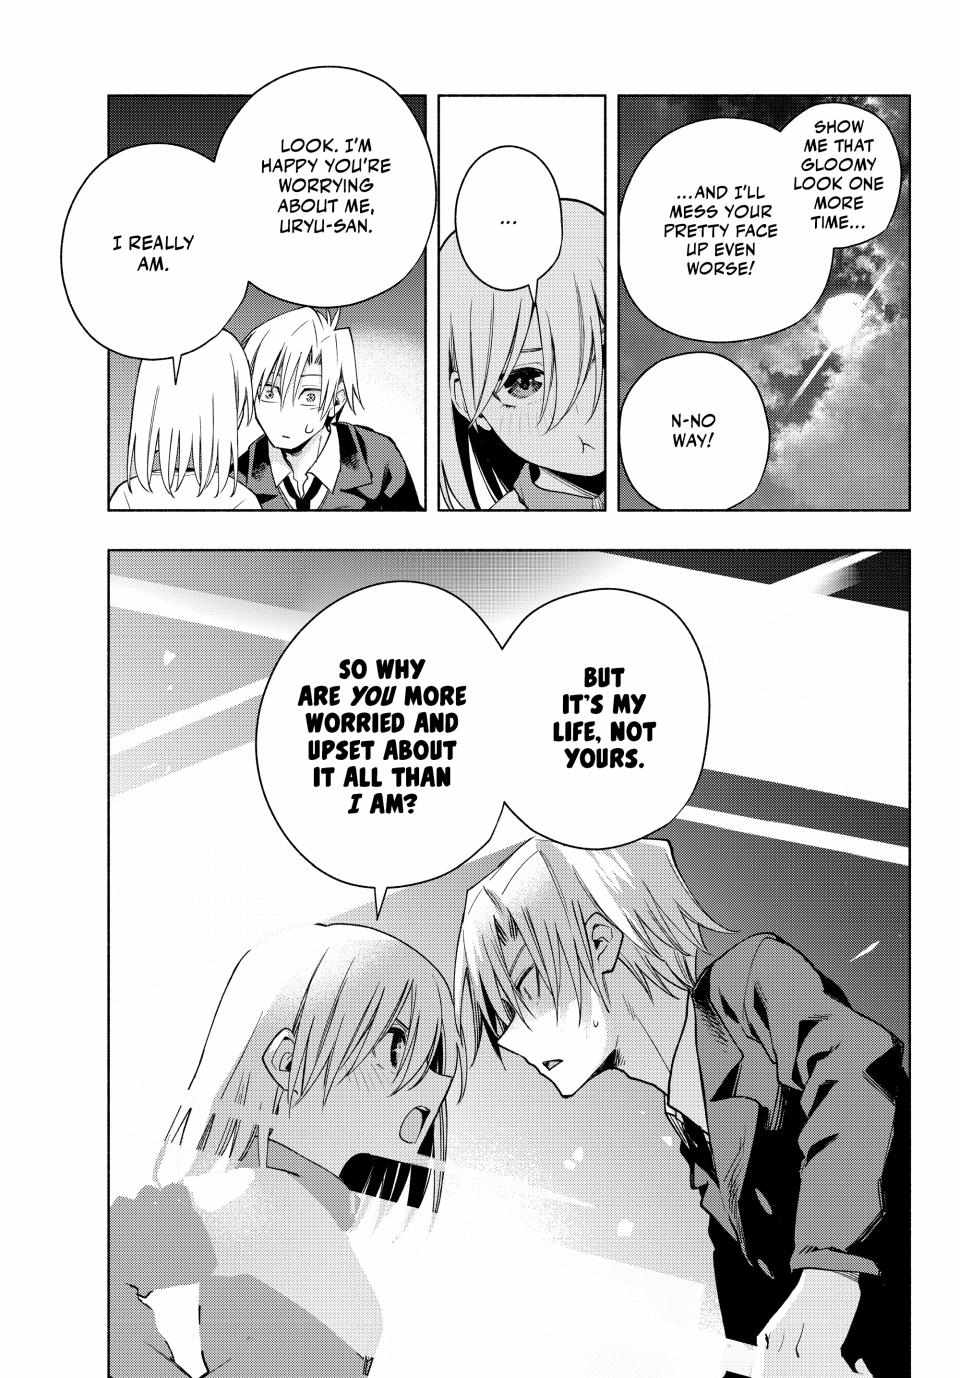 SHOW
ME THAT
GLOOMY
LOOK ONE
MORE
TIME...
...AND I'LL
MESS YOUR
PRETTY FACE
UP EVEN
WORSE!
N-NO
WAY!
...
LOOK. I'M
HAPPY YOU'RE
WORRYING
ABOUT ME,
URYU-SAN.
I REALLY
AM.
BUT
IT'S MY
LIFE, NOT
YOURS.
SO WHY
ARE YOU MORE
WORRIED AND
UPSET ABOUT
IT ALL THAN
I AM?